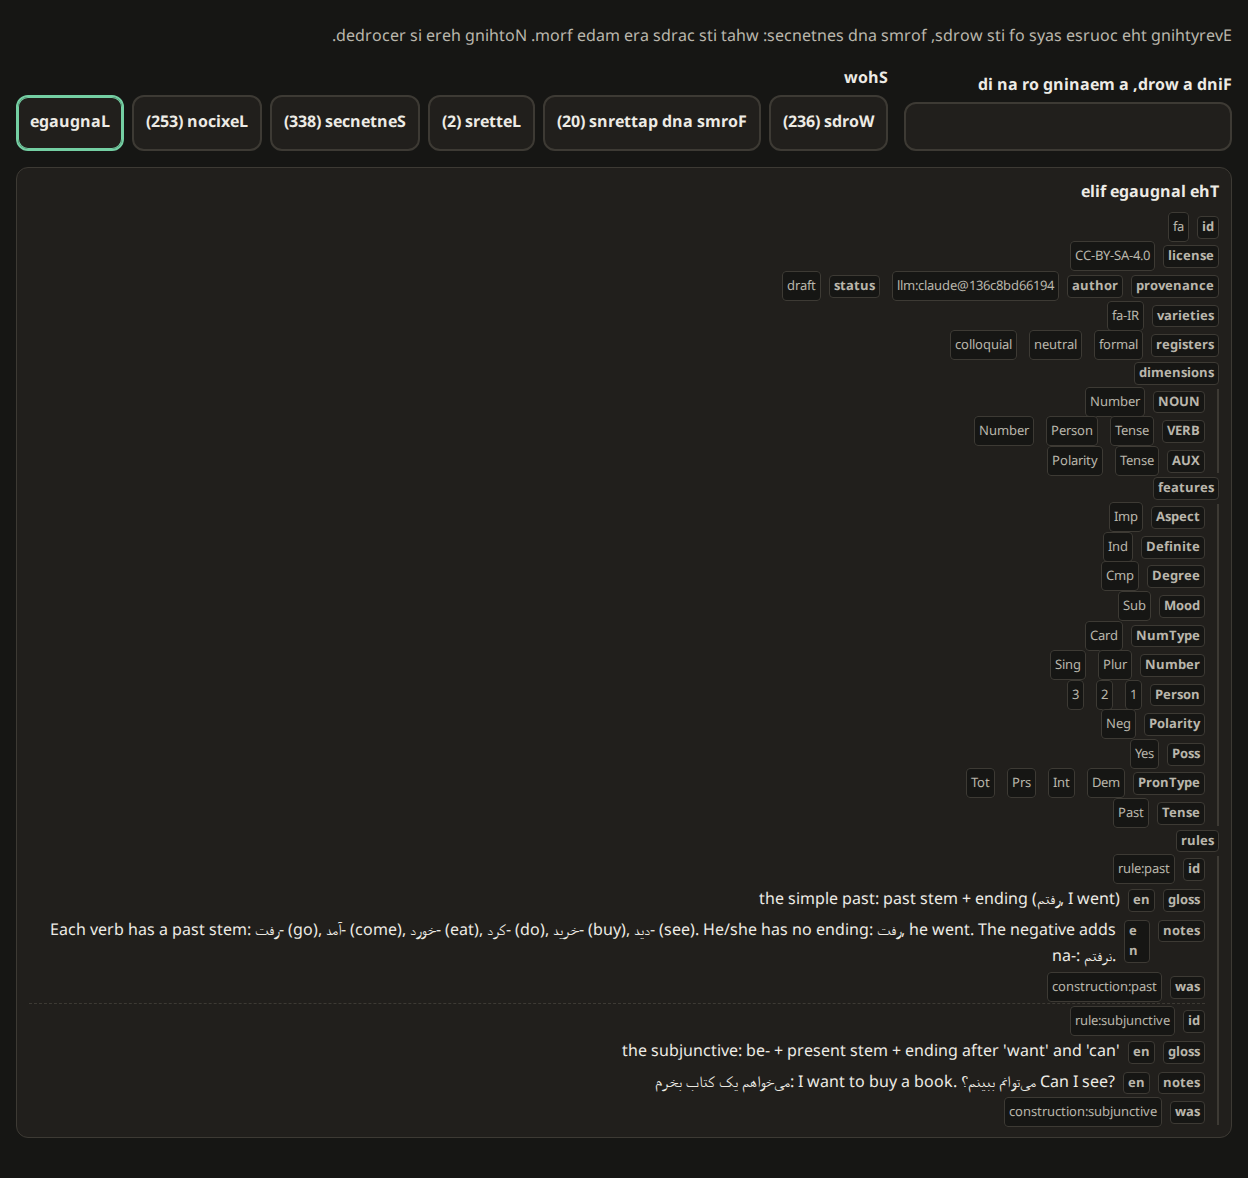 .dedrocer si ereh gnihtoN .morf edam era sdrac sti tahw :secnetnes dna smrof ,sdrow sti fo syas esruoc eht gnihtyrevE
di na ro gninaem a ,drow a dniF
wohS
(236) sdroW
(20) snrettap dna smroF
(2) sretteL
(338) secnetneS
(253) nocixeL
egaugnaL
elif egaugnal ehT
id fa
license CC-BY-SA-4.0
provenance author llm:claude@136c8bd66194 status draft
varieties fa-IR
registers formal neutral colloquial
dimensions
NOUN Number
VERB Tense Person Number
AUX Tense Polarity
features
Aspect Imp
Definite Ind
Degree Cmp
Mood Sub
NumType Card
Number Plur Sing
Person 1 2 3
Polarity Neg
Poss Yes
PronType Dem Int Prs Tot
Tense Past
rules
id rule:past
gloss en the simple past: past stem + ending (رفتم, I went)
notes en Each verb has a past stem: رفت- (go), آمد- (come), خورد- (eat), کرد- (do), خرید- (buy), دید- (see). He/she has no ending: رفت, he went. The negative adds
na-: نرفتم.
was construction:past
id rule:subjunctive
gloss en the subjunctive: be- + present stem + ending after 'want' and 'can'
notes en می‌خواهم یک کتاب بخرم: I want to buy a book. می‌توانم ببینم؟ Can I see?
was construction:subjunctive